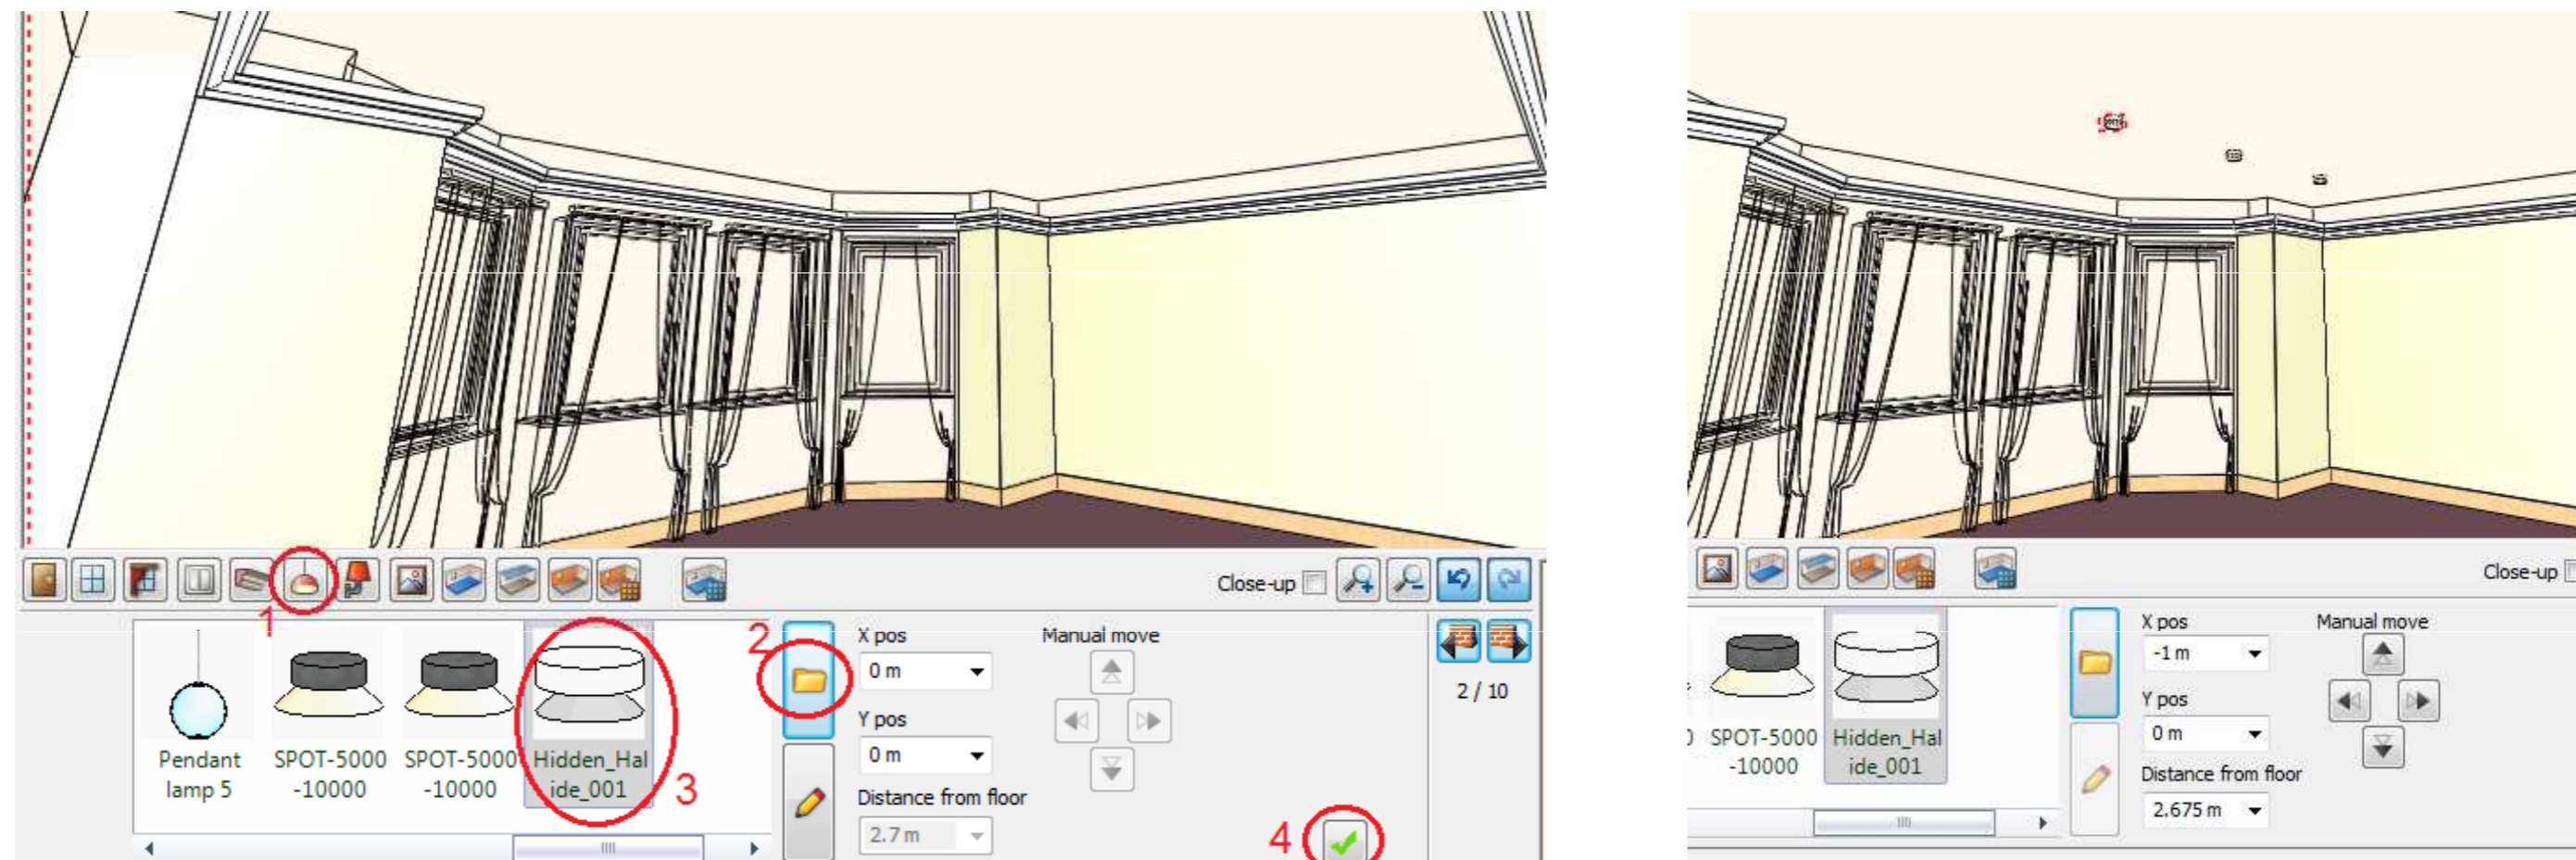 Close-up
1
2
3
4
Pendant
lamp 5
SPOT-5000
-10000
SPOT-5000
-10000
Hidden_Hal
ide_001
X pos
0 m
Y pos
0 m
Distance from floor
2.7 m
Manual move
2 / 10
Close-up
SPOT-5000
-10000
Hidden_Hal
ide_001
X pos
-1 m
Y pos
0 m
Distance from floor
2.675 m
Manual move